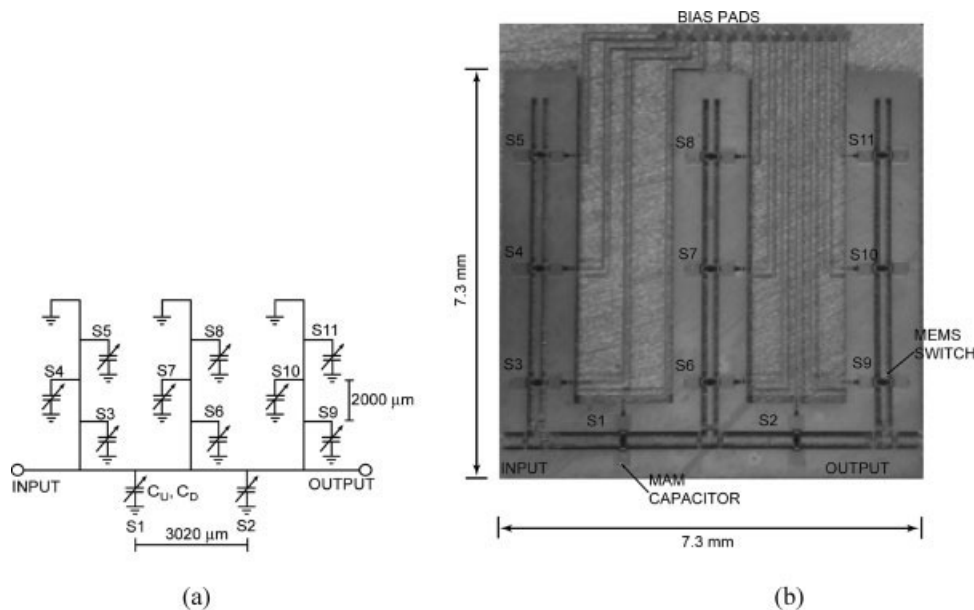 BIAS PADS
(b)
S5
S8
S11
S4
S7
S10
7.3 mm
MEMS
SWITCH
S3
S6
S9
S1
S2
INPUT
OUTPUT
MAM
CAPACITOR
7.3 mm
(b)
S5
S8
S11
S4
S7
S10
2000 µm
S3
S6
S9
INPUT
OUTPUT
C_U, C_D
S1
S2
3020 µm
(a)